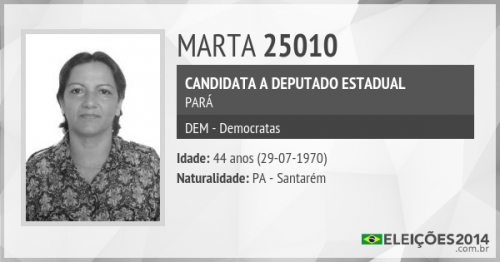 MARTA 25010
CANDIDATA A DEPUTADO ESTADUAL
PARÁ
DEM - Democratas
Idade: 44 anos (29-07-1970)
Naturalidade: PA - Santarém
ELEIÇÕES2014
.com.br